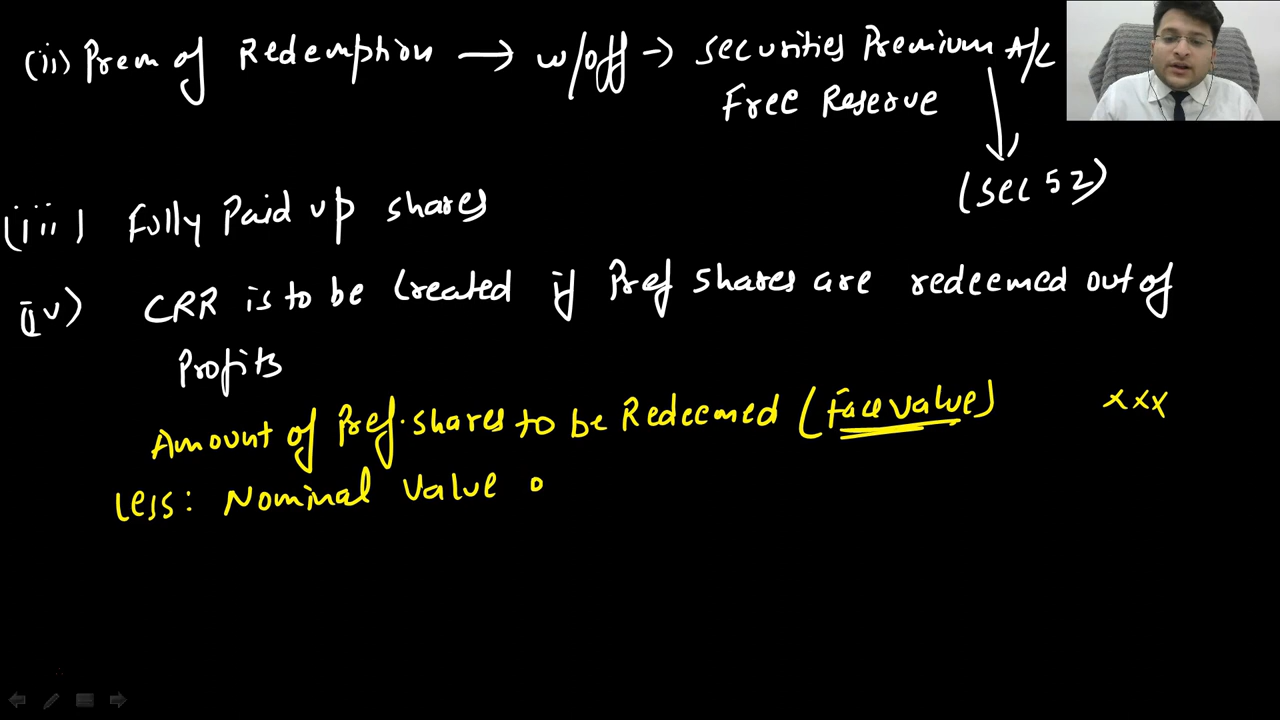 (ii) Prem of Redemption → w/off → Securities Premium A/C
Free Reserve
(Sec 52)
(iii) Fully Paid up shares
(iv) CRR is to be Created if Pref shares are redeemed out of
Profits
Amount of Pref. shares to be Redeemed (Face value) xxx
Less: Nominal value o